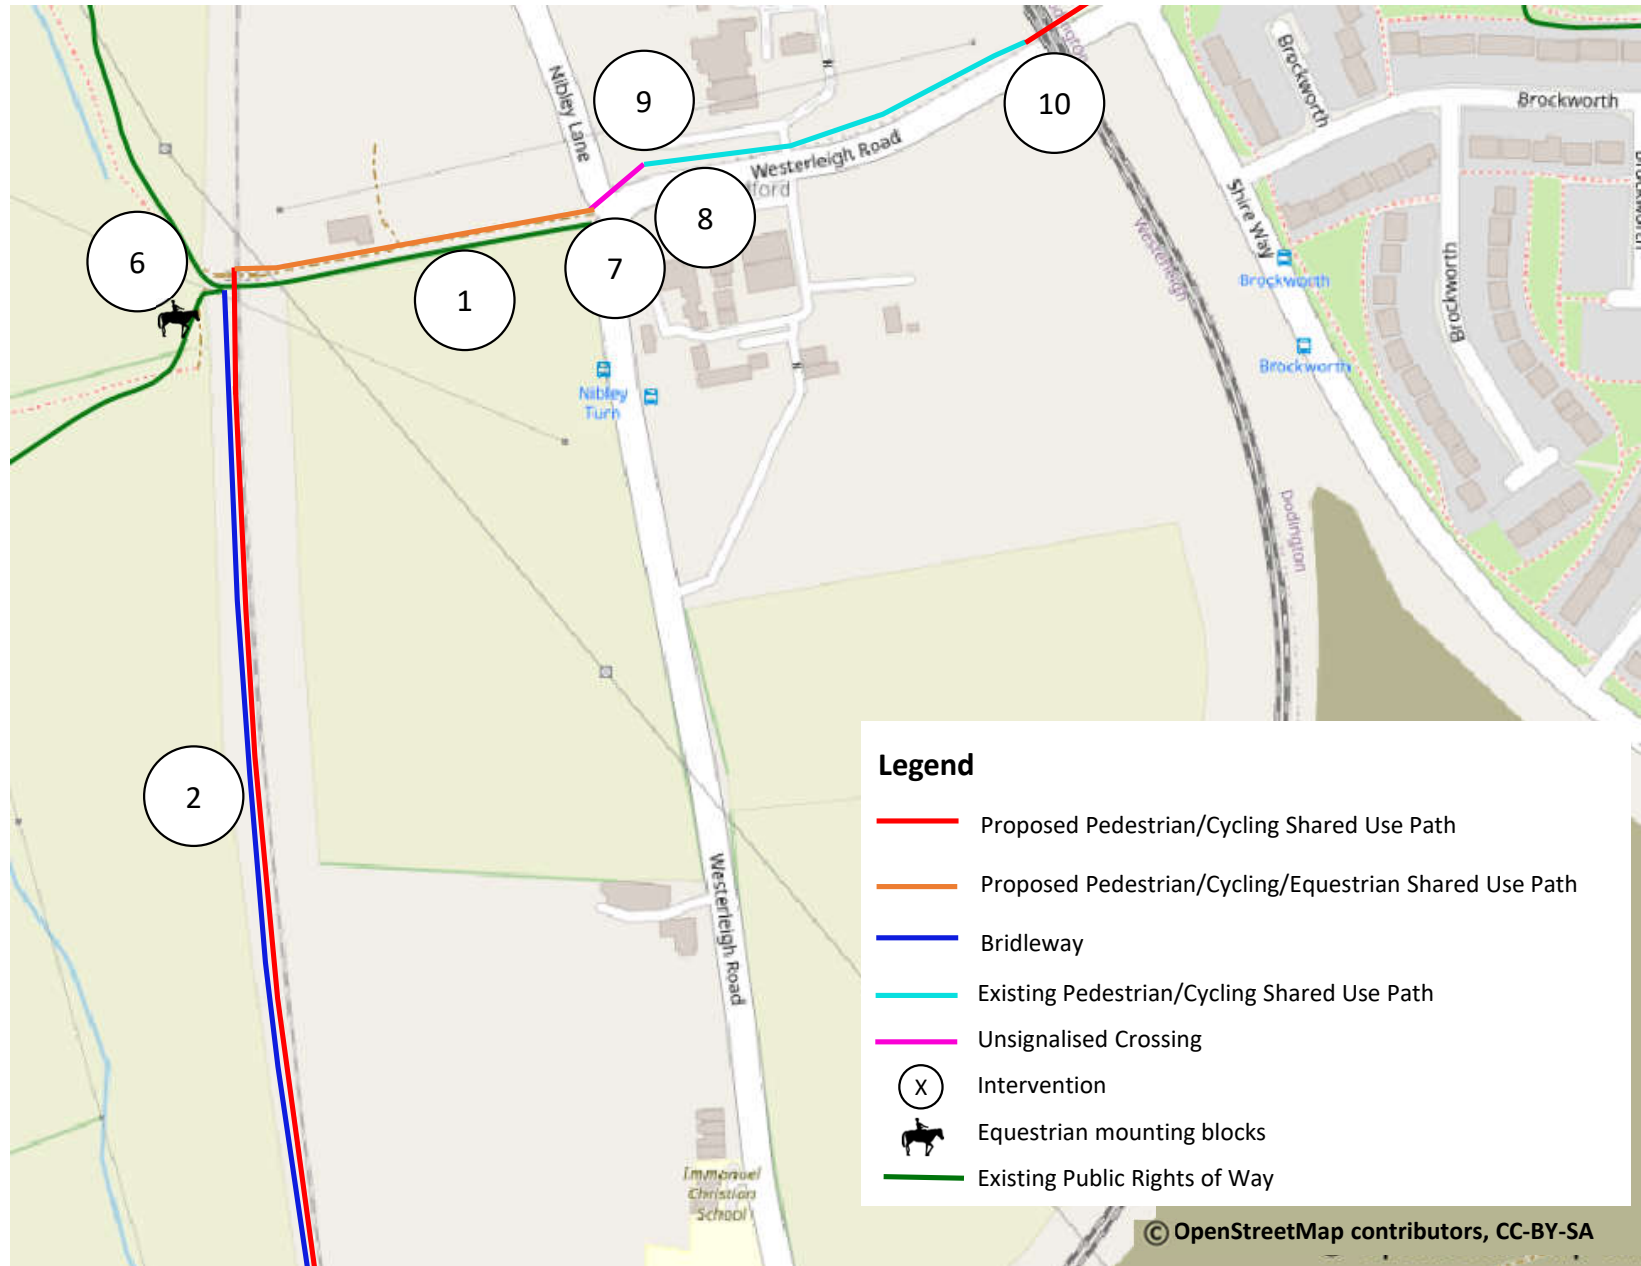 Nibley Lane
9
10
Brockworth
Brockworth
Westerleigh Road
lford
8
Shire Way
6
7
1
Westerleigh
Brockworth
Brockworth
Brockworth
Nibley
Turn
Dodington
2
Westerleigh Road
Immanuel
Christian
School
Legend
Proposed Pedestrian/Cycling Shared Use Path
Proposed Pedestrian/Cycling/Equestrian Shared Use Path
Bridleway
Existing Pedestrian/Cycling Shared Use Path
Unsignalised Crossing
X
Intervention
Equestrian mounting blocks
Existing Public Rights of Way
© OpenStreetMap contributors, CC-BY-SA